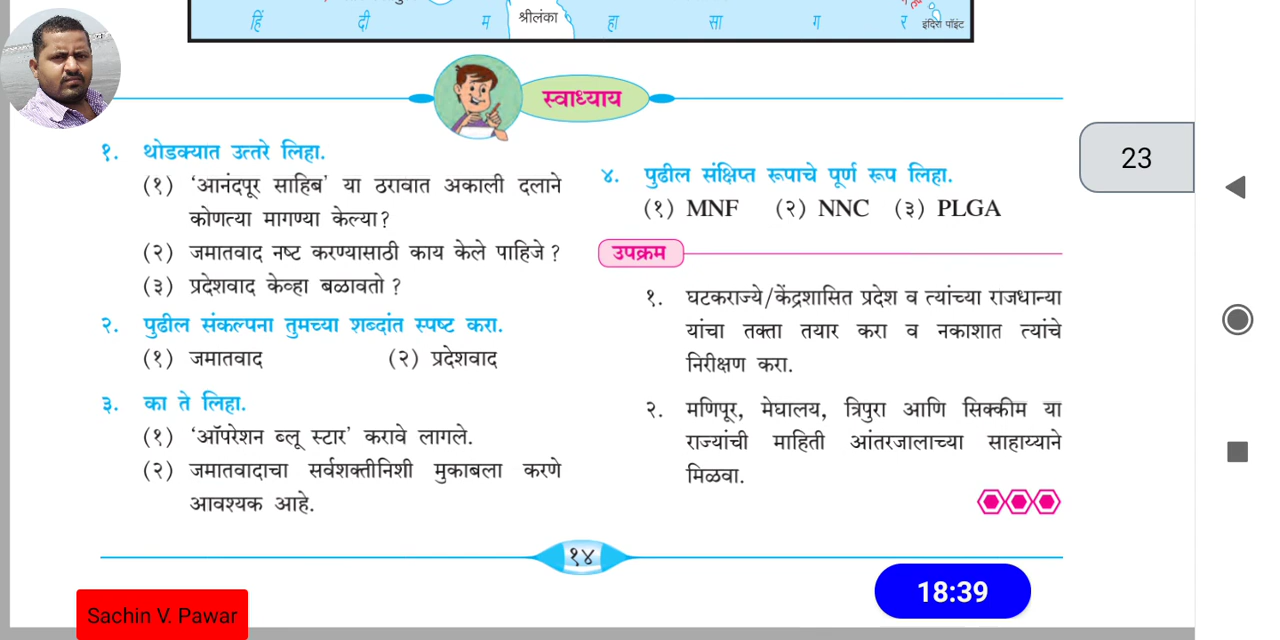 हिं दी म श्रीलंका हा सा ग र इंदिरा पॉइंट
स्वाध्याय
१. थोडक्यात उत्तरे लिहा.
(१) ‘आनंदपूर साहिब’ या ठरावात अकाली दलाने
कोणत्या मागण्या केल्या?
(२) जमातवाद नष्ट करण्यासाठी काय केले पाहिजे ?
(३) प्रदेशवाद केव्हा बळावतो ?
२. पुढील संकल्पना तुमच्या शब्दांत स्पष्ट करा.
(१) जमातवाद (२) प्रदेशवाद
३. का ते लिहा.
(१) ‘ऑपरेशन ब्लू स्टार’ करावे लागले.
(२) जमातवादाचा सर्वशक्तीनिशी मुकाबला करणे
आवश्यक आहे.
४. पुढील संक्षिप्त रूपाचे पूर्ण रूप लिहा.
(१) MNF (२) NNC (३) PLGA
उपक्रम
१. घटकराज्ये/केंद्रशासित प्रदेश व त्यांच्या राजधान्या
यांचा तक्ता तयार करा व नकाशात त्यांचे
निरीक्षण करा.
२. मणिपूर, मेघालय, त्रिपुरा आणि सिक्कीम या
राज्यांची माहिती आंतरजालाच्या साहाय्याने
मिळवा.
१४
23
18:39
Sachin V. Pawar